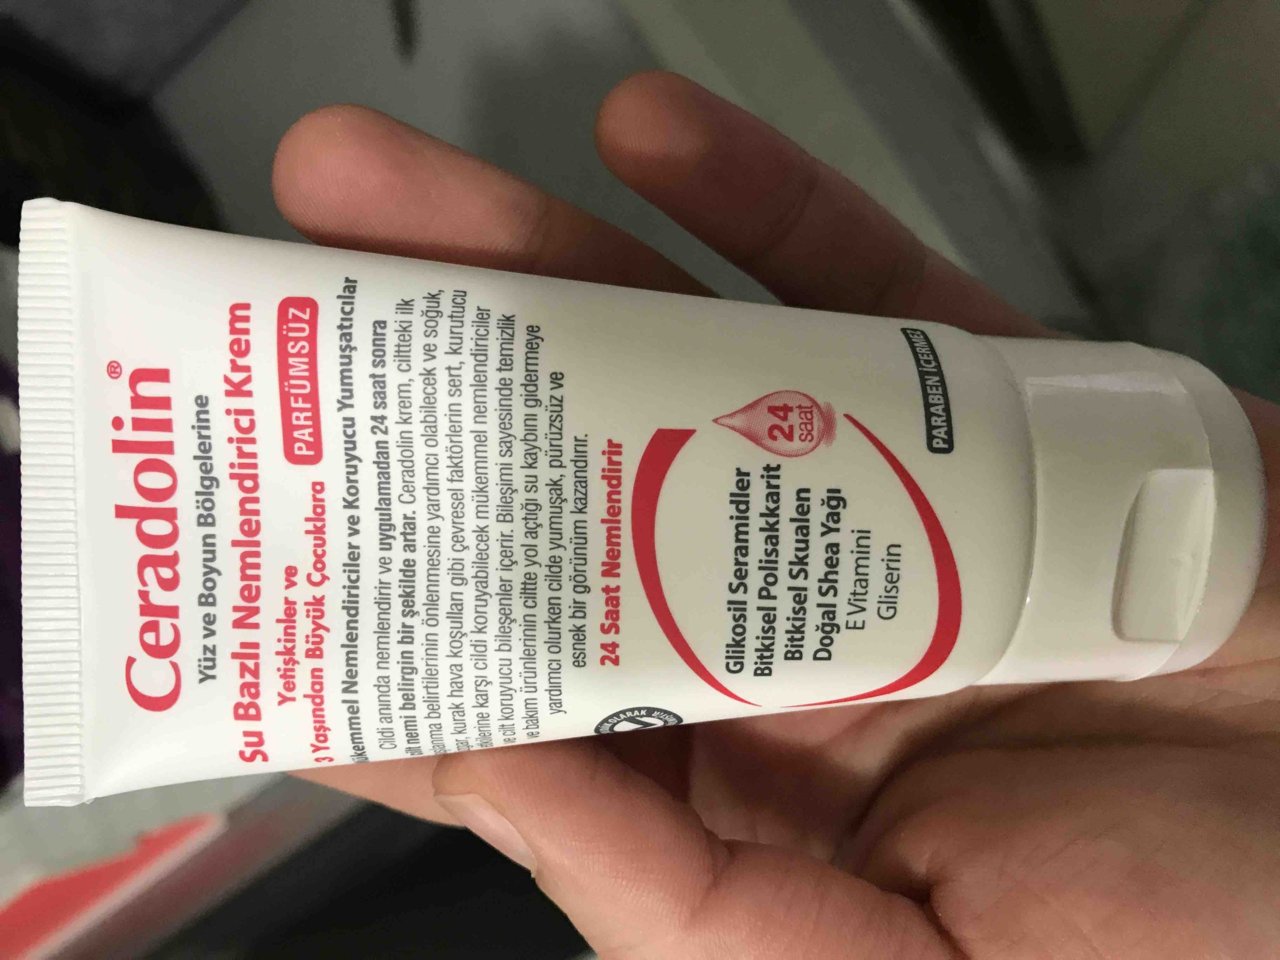 Ceradolin®
Yüz ve Boyun Bölgelerine
Su Bazlı Nemlendirici Krem
Yetişkinler ve
3 Yaşından Büyük Çocuklara
PARFÜMSÜZ
Nemlendiriciler ve Koruyucu Yumuşatıcılar
Cildi anında nemlendirir ve uygulamadan 24 saat sonra
nemi belirgin bir şekilde artar. Ceradolin krem, ciltteki ilk
belirtilerinin önlenmesine yardımcı olabilecek ve soğuk,
kurak hava koşulları gibi çevresel faktörlerin sert, kurutucu
karşı cildi koruyabilecek mükemmel nemlendiriciler
ve cilt koruyucu bileşenler içerir. Bileşimi sayesinde temizlik
ve bakım ürünlerinin ciltte yol açtığı su kaybını gidermeye
yardımcı olurken cilde yumuşak, pürüzsüz ve
esnek bir görünüm kazandırır.
24 Saat Nemlendirir
24
saat
Glikosil Seramidler
Bitkisel Polisakkarit
Bitkisel Skualen
Doğal Shea Yağı
E Vitamini
Gliserin
PARABEN İÇERMEZ
OLARAK